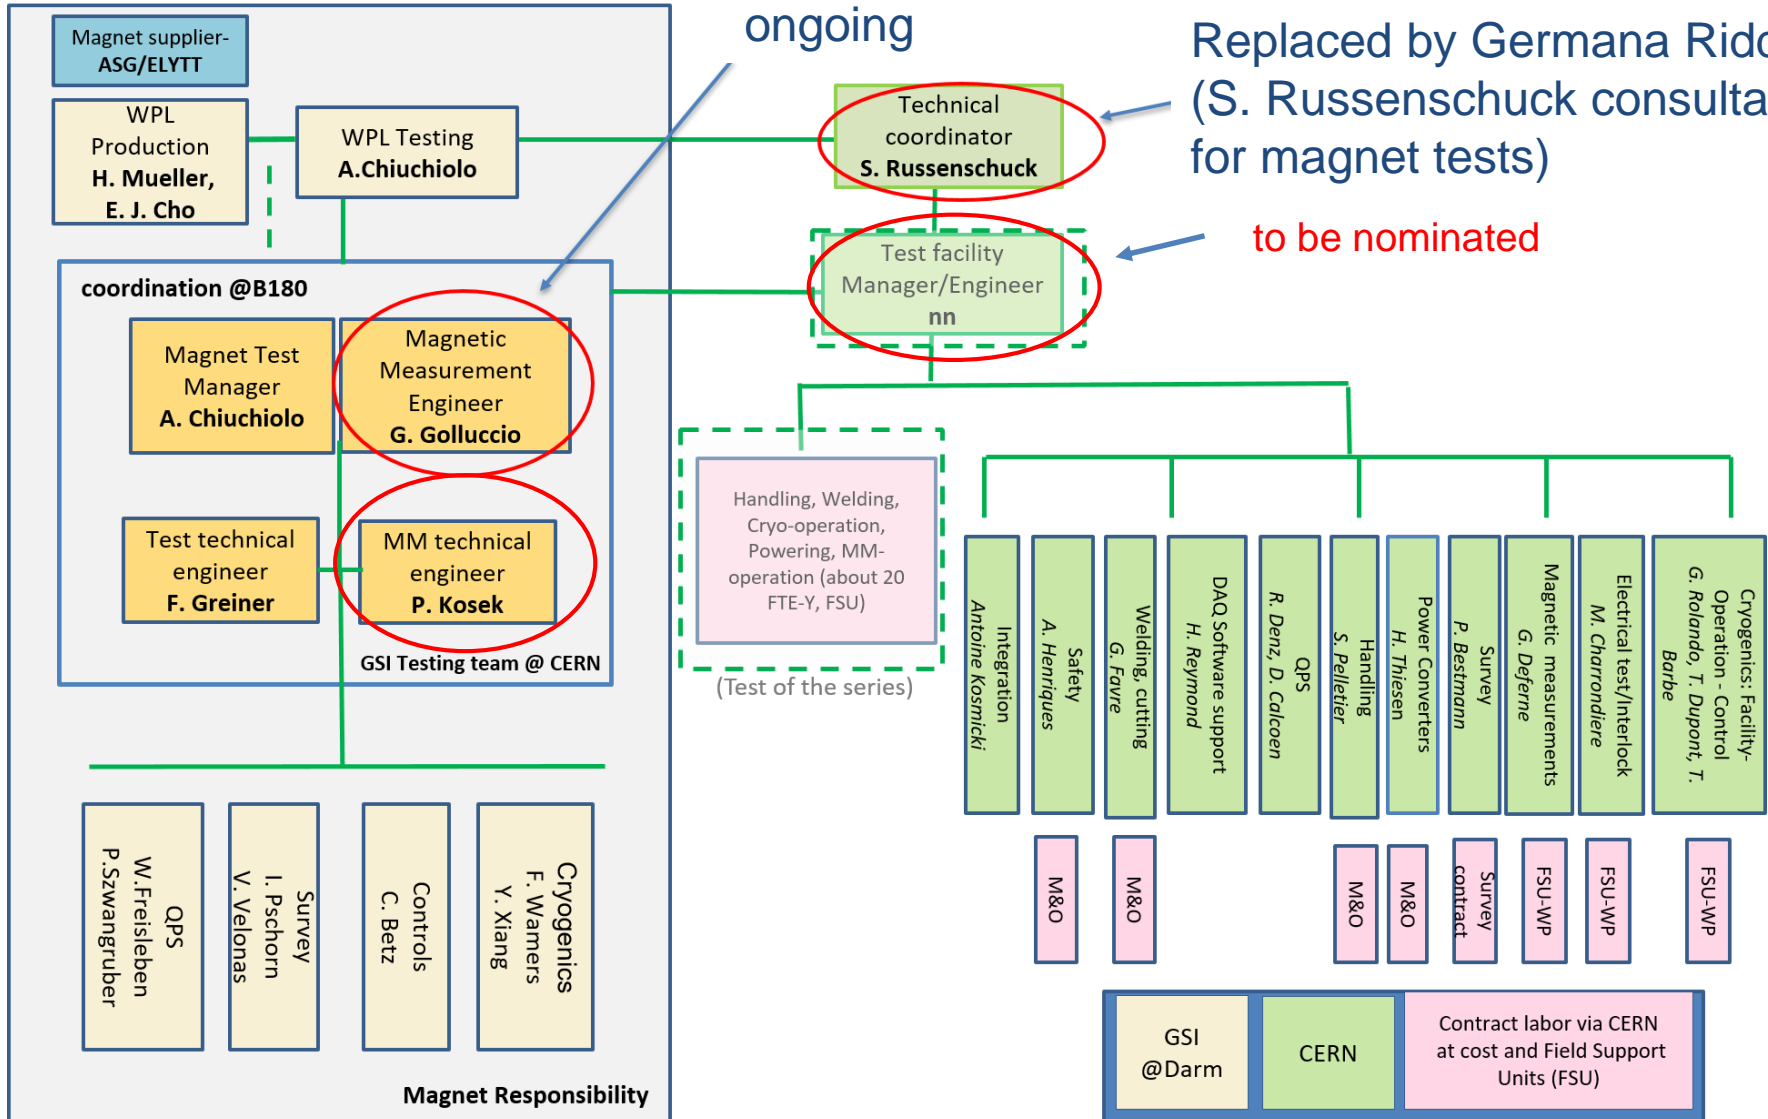 ongoing
Replaced by Germana
(S. Russenschuck
for magnet tests)
to be nominated
Magnet supplier-
ASG/ELYTT
WPL
Production
H. Mueller,
E. J. Cho
WPL Testing
A.Chiuchiolo
Technical
coordinator
S. Russenschuck
Test facility
Manager/Engineer
nn
coordination @B180
Magnet Test
Manager
A. Chiuchiolo
Magnetic
Measurement
Engineer
G. Golluccio
Test technical
engineer
F. Greiner
MM technical
engineer
P. Kosek
GSI Testing team @ CERN
Handling, Welding,
Cryo-operation,
Powering, MM-
operation (about 20
FTE-Y, FSU)
(Test of the series)
Integration
Antoine Kosmicki
Safety
A. Henriques
Welding, cutting
G. Favre
DAQ Software support
H. Reymond
QPS
R. Denz, D. Calcoen
Handling
S. Pelletier
Power Converters
H. Thiesen
Survey
P. Bestmann
Magnetic measurements
G. Deferne
Electrical test/Interlock
M. Charrondiere
Cryogenics: Facility-
Operation - Control
G. Rolando, T. Dupont, T.
Barbe
M&O
M&O
M&O
M&O
Survey
contract
FSU-WP
FSU-WP
FSU-WP
QPS
W.Freisleben
P.Szwangruber
Survey
I. Pschorn
V. Velonas
Controls
C. Betz
Cryogenics
F. Wamers
Y. Xiang
Magnet Responsibility
GSI
@Darm
CERN
Contract labor via CERN
at cost and Field Support
Units (FSU)